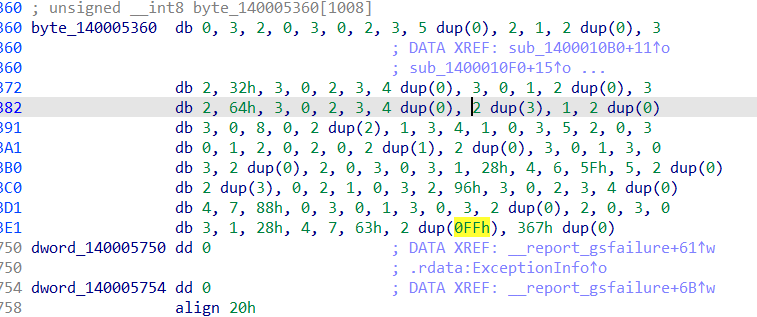 360 ; unsigned __int8 byte_140005360[1008]
360 byte_140005360 db 0, 3, 2, 0, 3, 0, 2, 3, 5 dup(0), 2, 1, 2 dup(0), 3
360 ; DATA XREF: sub_1400010B0+11↑o
360 ; sub_1400010F0+15↑o ...
372 db 2, 32h, 3, 0, 2, 3, 4 dup(0), 3, 0, 1, 2 dup(0), 3
382 db 2, 64h, 3, 0, 2, 3, 4 dup(0), 2 dup(3), 1, 2 dup(0)
391 db 3, 0, 8, 0, 2 dup(2), 1, 3, 4, 1, 0, 3, 5, 2, 0, 3
3A1 db 0, 1, 2, 0, 2, 0, 2 dup(1), 2 dup(0), 3, 0, 1, 3, 0
3B0 db 3, 2 dup(0), 2, 0, 3, 0, 3, 1, 28h, 4, 6, 5Fh, 5, 2 dup(0)
3C0 db 2 dup(3), 0, 2, 1, 0, 3, 2, 96h, 3, 0, 2, 3, 4 dup(0)
3D1 db 4, 7, 88h, 0, 3, 0, 1, 3, 0, 3, 2 dup(0), 2, 0, 3, 0
3E1 db 3, 1, 28h, 4, 7, 63h, 2 dup(0FFh), 367h dup(0)
750 dword_140005750 dd 0 ; DATA XREF: __report_gsfailure+61↑w
750 ; .rdata:ExceptionInfo↑o
754 dword_140005754 dd 0 ; DATA XREF: __report_gsfailure+6B↑w
758 align 20h